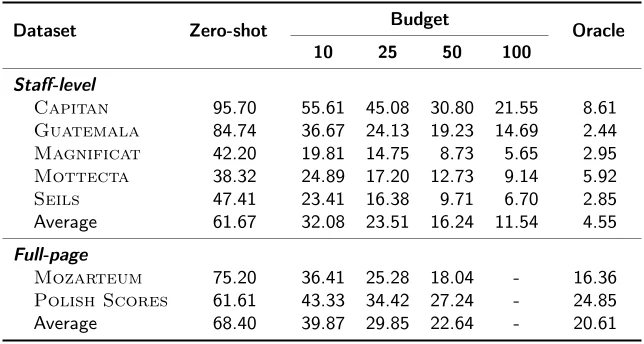 Dataset Zero-shot Budget Oracle
10 25 50 100
Staff-level
Capitan 95.70 55.61 45.08 30.80 21.55 8.61
Guatemala 84.74 36.67 24.13 19.23 14.69 2.44
Magnificat 42.20 19.81 14.75 8.73 5.65 2.95
Mottecta 38.32 24.89 17.20 12.73 9.14 5.92
Seils 47.41 23.41 16.38 9.71 6.70 2.85
Average 61.67 32.08 23.51 16.24 11.54 4.55
Full-page
Mozarteum 75.20 36.41 25.28 18.04 - 16.36
Polish Scores 61.61 43.33 34.42 27.24 - 24.85
Average 68.40 39.87 29.85 22.64 - 20.61